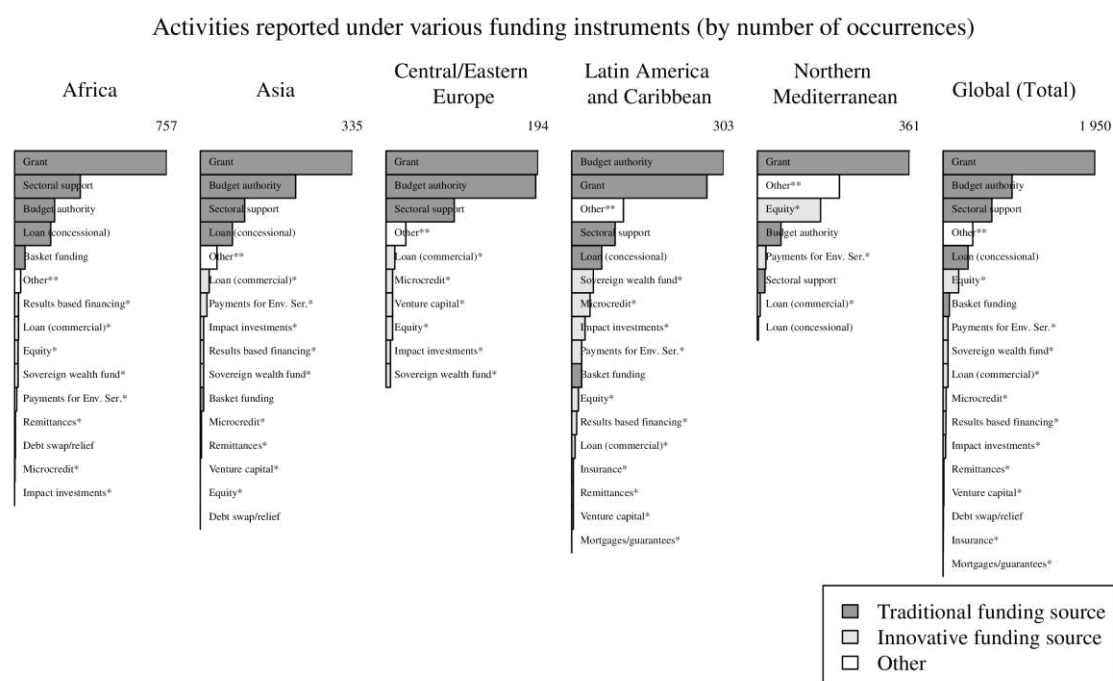 Activities reported under various funding instruments (by number of occurrences)
Africa
757
Grant
Sectoral support
Budget authority
Loan (concessional)
Basket funding
Other**
Results based financing*
Loan (commercial)*
Equity*
Sovereign wealth fund*
Payments for Env. Ser.*
Remittances*
Debt swap/relief
Microcredit*
Impact investments*
Asia
335
Grant
Budget authority
Sectoral support
Loan (concessional)
Other**
Loan (commercial)*
Payments for Env. Ser.*
Impact investments*
Results based financing*
Sovereign wealth fund*
Basket funding
Microcredit*
Remittances*
Venture capital*
Equity*
Debt swap/relief
Central/Eastern
Europe
194
Grant
Budget authority
Sectoral support
Other**
Loan (commercial)*
Microcredit*
Venture capital*
Equity*
Impact investments*
Sovereign wealth fund*
Latin America
and Caribbean
303
Budget authority
Grant
Other**
Sectoral support
Loan (concessional)
Sovereign wealth fund*
Microcredit*
Impact investments*
Payments for Env. Ser.*
Basket funding
Equity*
Results based financing*
Loan (commercial)*
Insurance*
Remittances*
Venture capital*
Mortgages/guarantees*
Northern
Mediterranean
361
Grant
Other**
Equity*
Budget authority
Payments for Env. Ser.*
Sectoral support
Loan (commercial)*
Loan (concessional)
Global (Total)
1 950
Grant
Budget authority
Sectoral support
Other**
Loan (concessional)
Equity*
Basket funding
Payments for Env. Ser.*
Sovereign wealth fund*
Loan (commercial)*
Microcredit*
Results based financing*
Impact investments*
Remittances*
Venture capital*
Debt swap/relief
Insurance*
Mortgages/guarantees*
Traditional funding source
Innovative funding source
Other